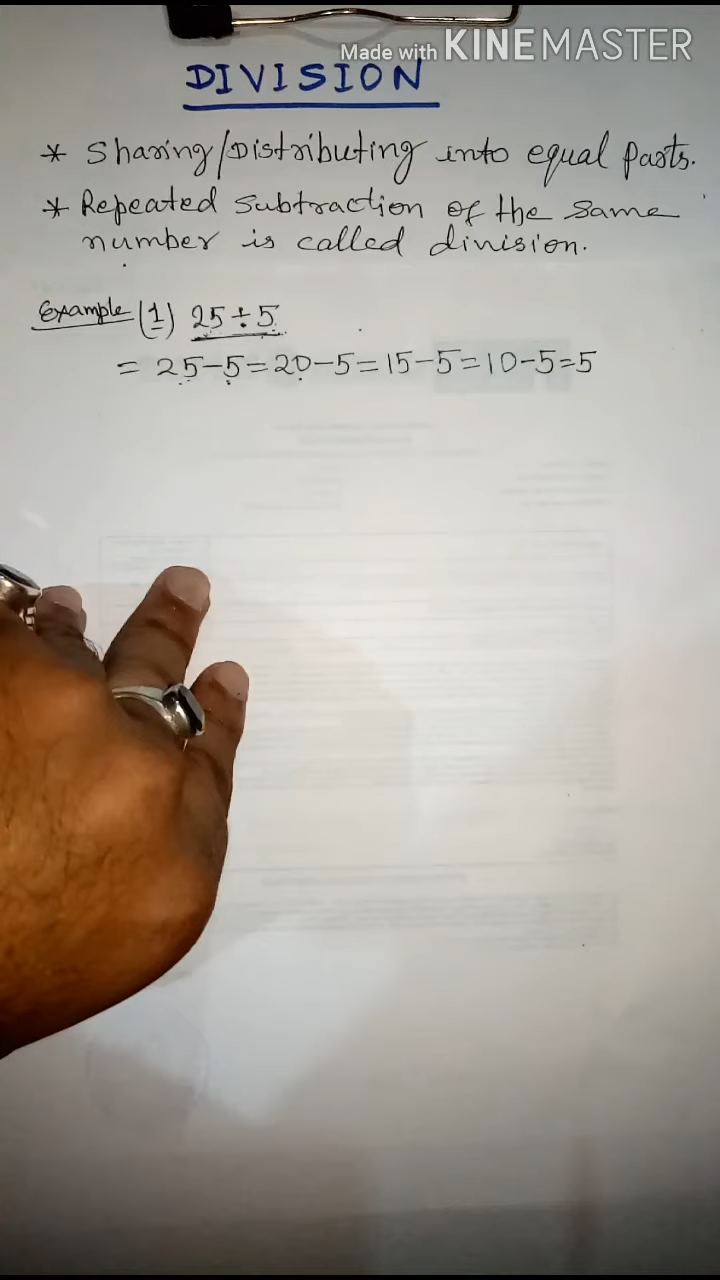 Made with KINEMASTER
DIVISION
* Sharing/Distributing into equal parts.
* Repeated Subtraction of the same
number is called division.
Example (1) 25÷5
= 25-5=20-5=15-5=10-5=5